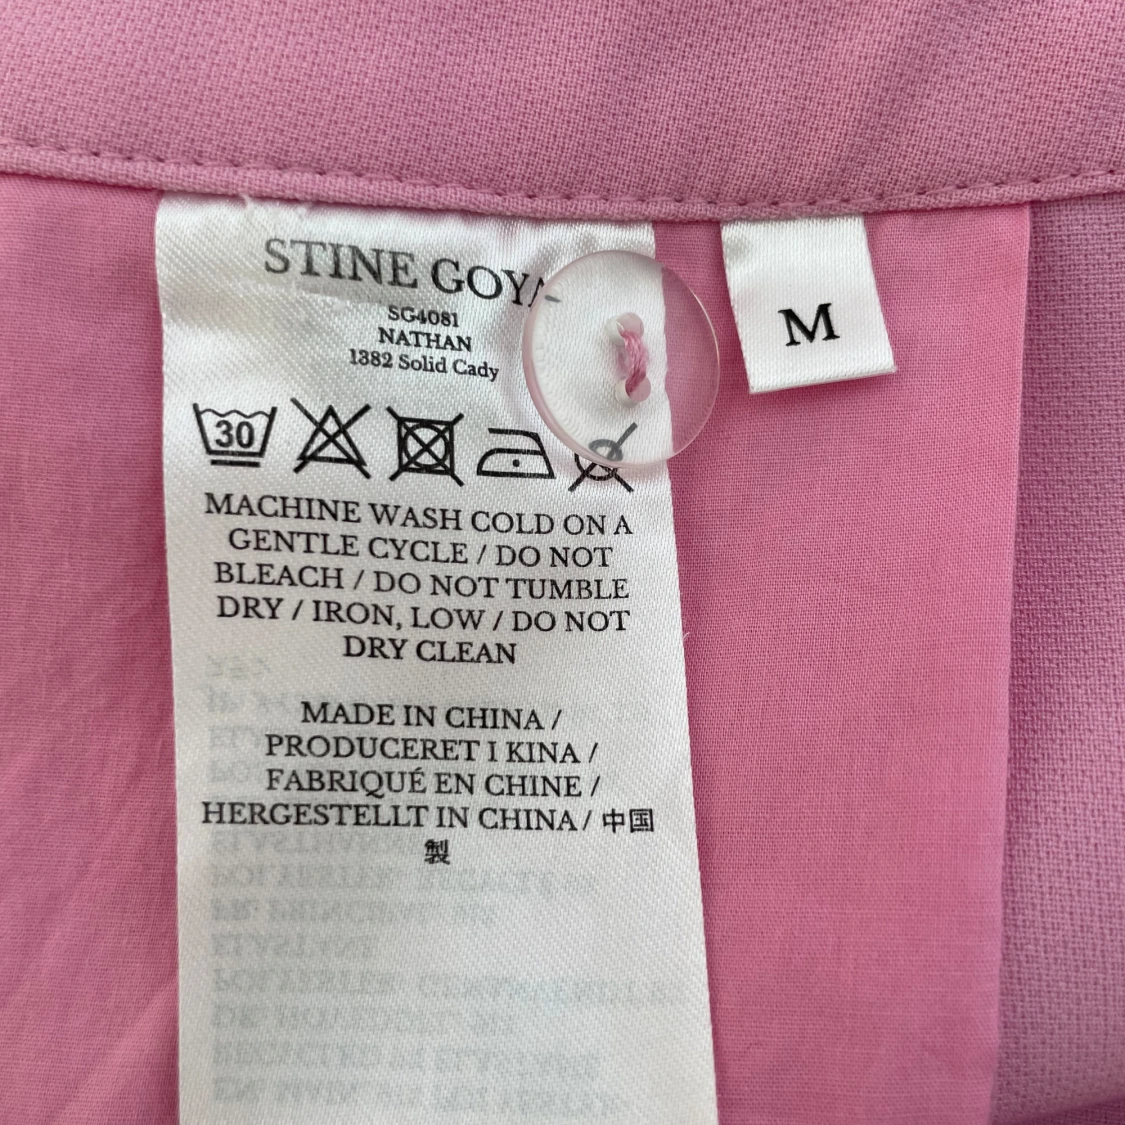 STINE GOYA
SG4081
NATHAN
1382 Solid Cady
M
30
MACHINE WASH COLD ON A
GENTLE CYCLE / DO NOT
BLEACH / DO NOT TUMBLE
DRY / IRON, LOW / DO NOT
DRY CLEAN
MADE IN CHINA /
PRODUCERET I KINA /
FABRIQUÉ EN CHINE /
HERGESTELLT IN CHINA / 中国
製